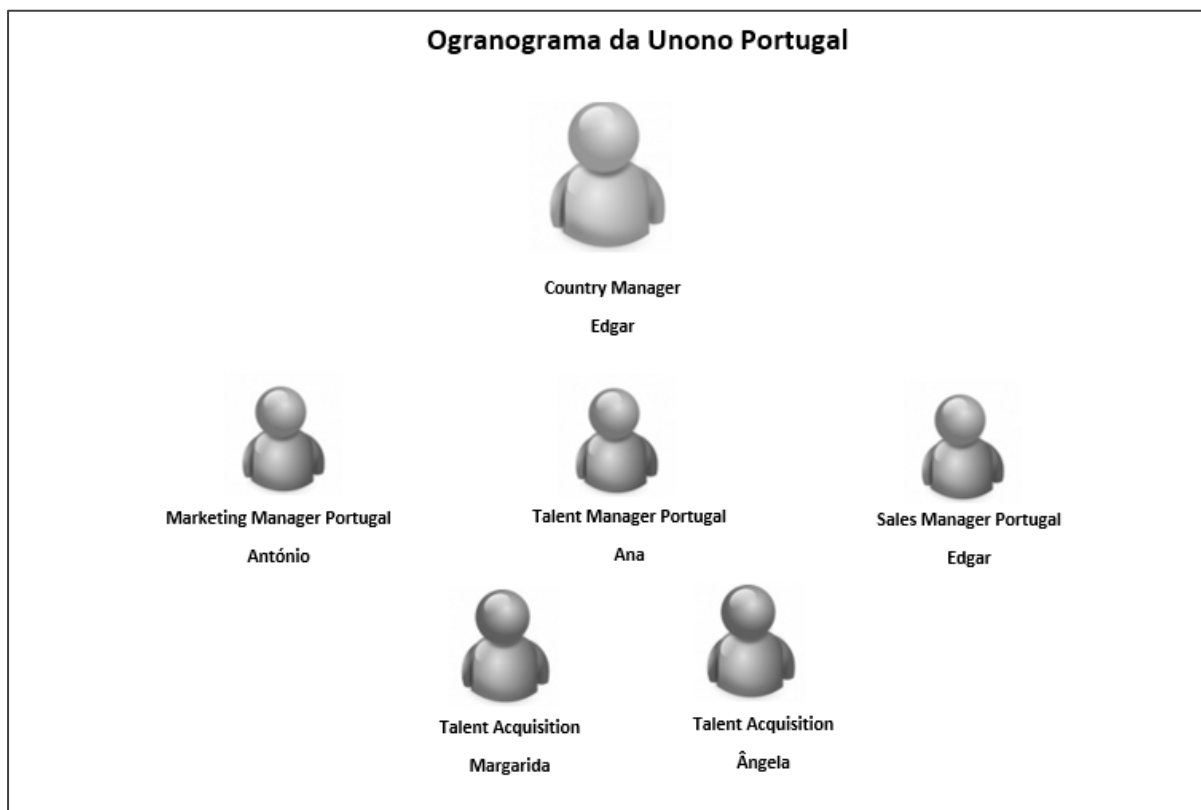 Ogranograma da Unono Portugal
Country Manager
Edgar
Marketing Manager Portugal
António
Talent Manager Portugal
Ana
Sales Manager Portugal
Edgar
Talent Acquisition
Margarida
Talent Acquisition
Ângela